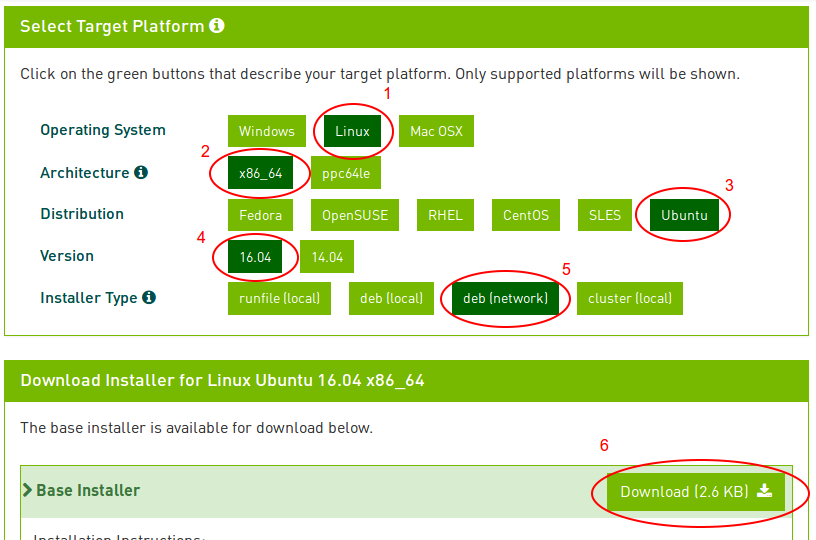 Select Target Platform
Click on the green buttons that describe your target platform. Only supported platforms will be shown.
1
Operating System Windows Linux Mac OSX
2
Architecture x86_64 ppc64le
3
Distribution Fedora OpenSUSE RHEL CentOS SLES Ubuntu
4
Version 16.04 14.04
5
Installer Type runfile (local) deb (local) deb (network) cluster (local)
Download Installer for Linux Ubuntu 16.04 x86_64
The base installer is available for download below.
6
Base Installer Download (2.6 KB)
Installation Instructions: